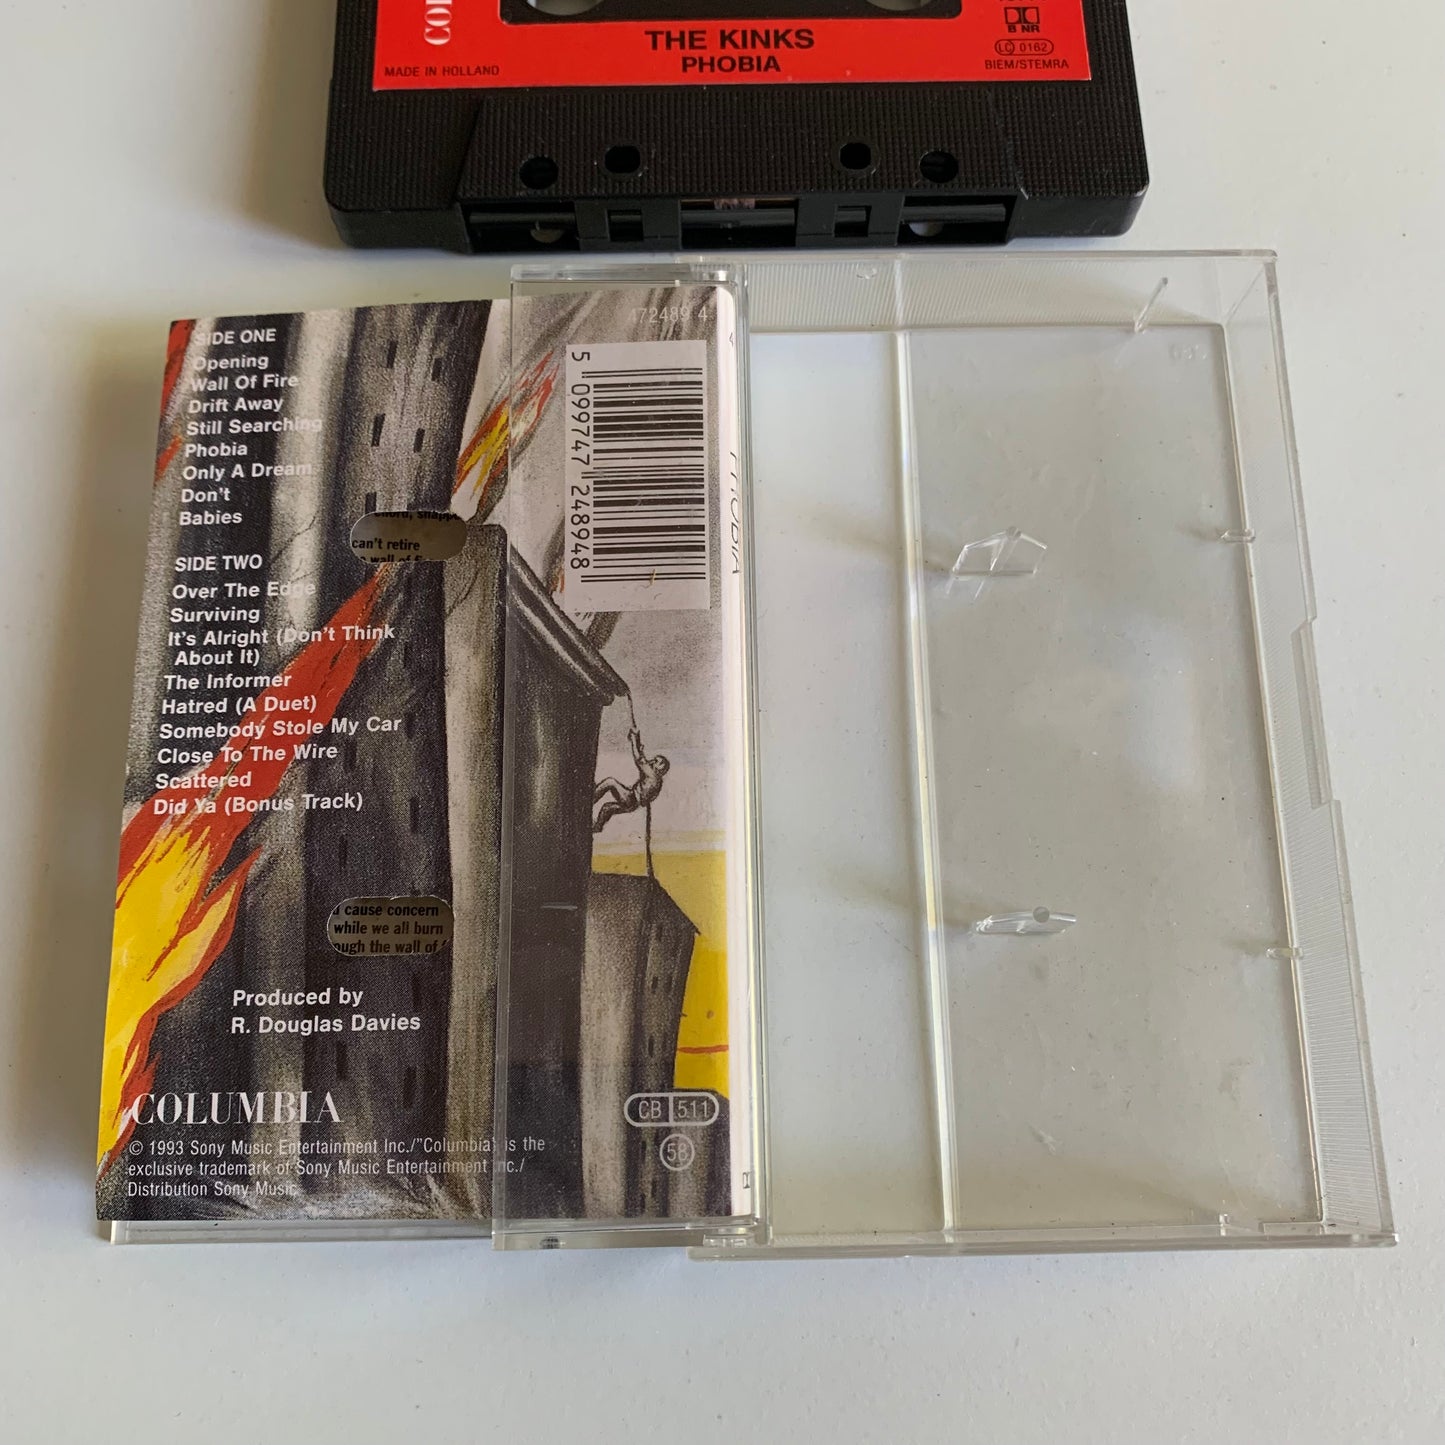 THE KINKS
PHOBIA
MADE IN HOLLAND
B NR
LC 0162
BIEM/STEMRA
472489 4
5 099747 248948
PHOBIA
SIDE ONE
Opening
Wall Of Fire
Drift Away
Still Searching
Phobia
Only A Dream
Don't
Babies
can't retire
SIDE TWO
Over The Edge
Surviving
It's Alright (Don't Think
About It)
The Informer
Hatred (A Duet)
Somebody Stole My Car
Close To The Wire
Scattered
Did Ya (Bonus Track)
cause concern
while we all burn
the wall of
Produced by
R. Douglas Davies
COLUMBIA
CB 511
58
© 1993 Sony Music Entertainment Inc./"Columbia" is the
exclusive trademark of Sony Music Entertainment Inc./
Distribution Sony Music